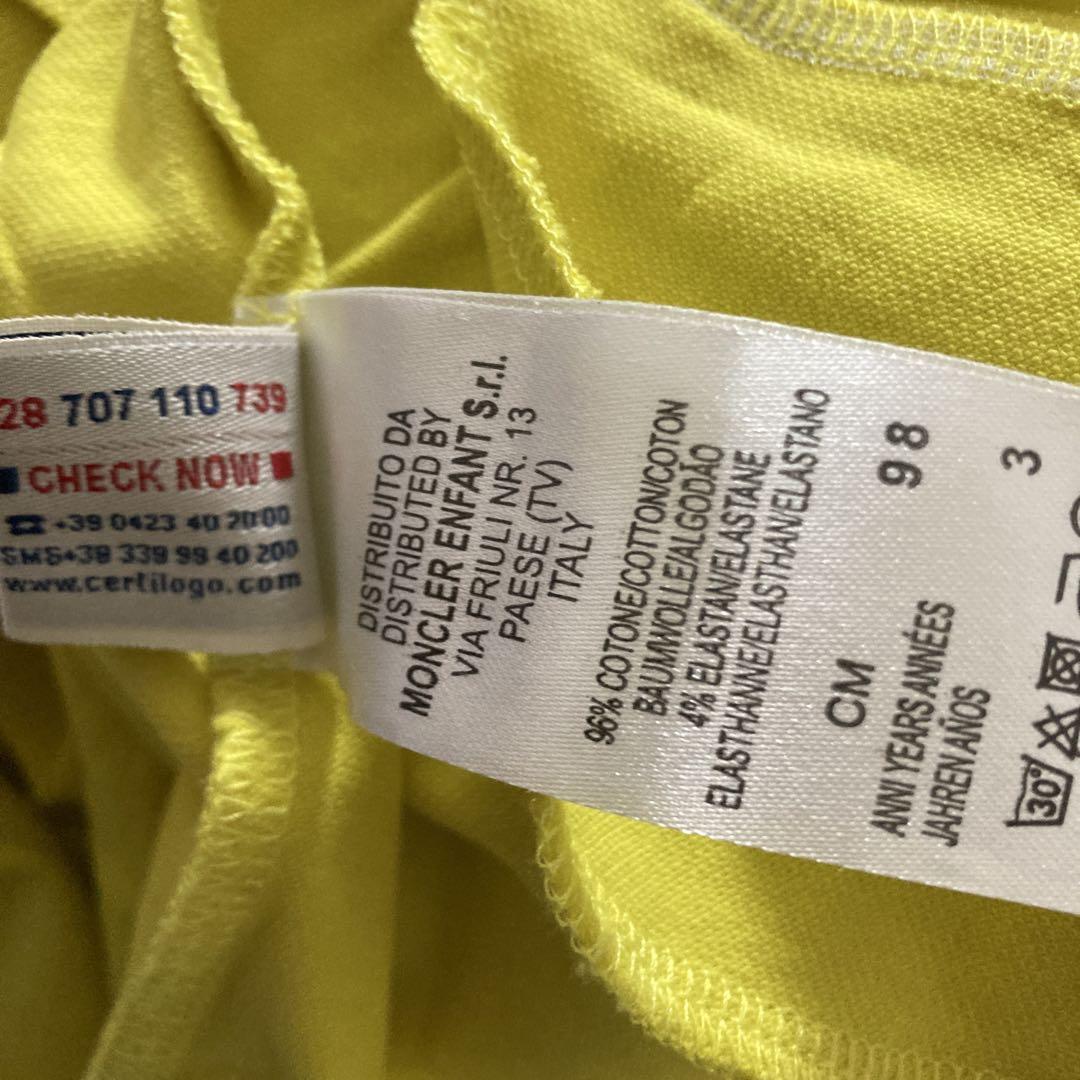 28 707 110 739
CHECK NOW
+39 0423 40 20 00
SMS+39 339 99 40 200
www.certilogo.com
DISTRIBUITO DA
DISTRIBUTED BY
MONCLER ENFANT S.r.l.
VIA FRIULI NR. 13
PAESE (TV)
ITALY
96% COTONE/COTTON/COTON
BAUMWOLLE/ALGODÃO
4% ELASTAN/ELASTANE
ELASTHANNE/ELASTHAN/ELASTANO
CM 98
ANNI/YEARS/ANNÉES 3
JAHREN/AÑOS
30°